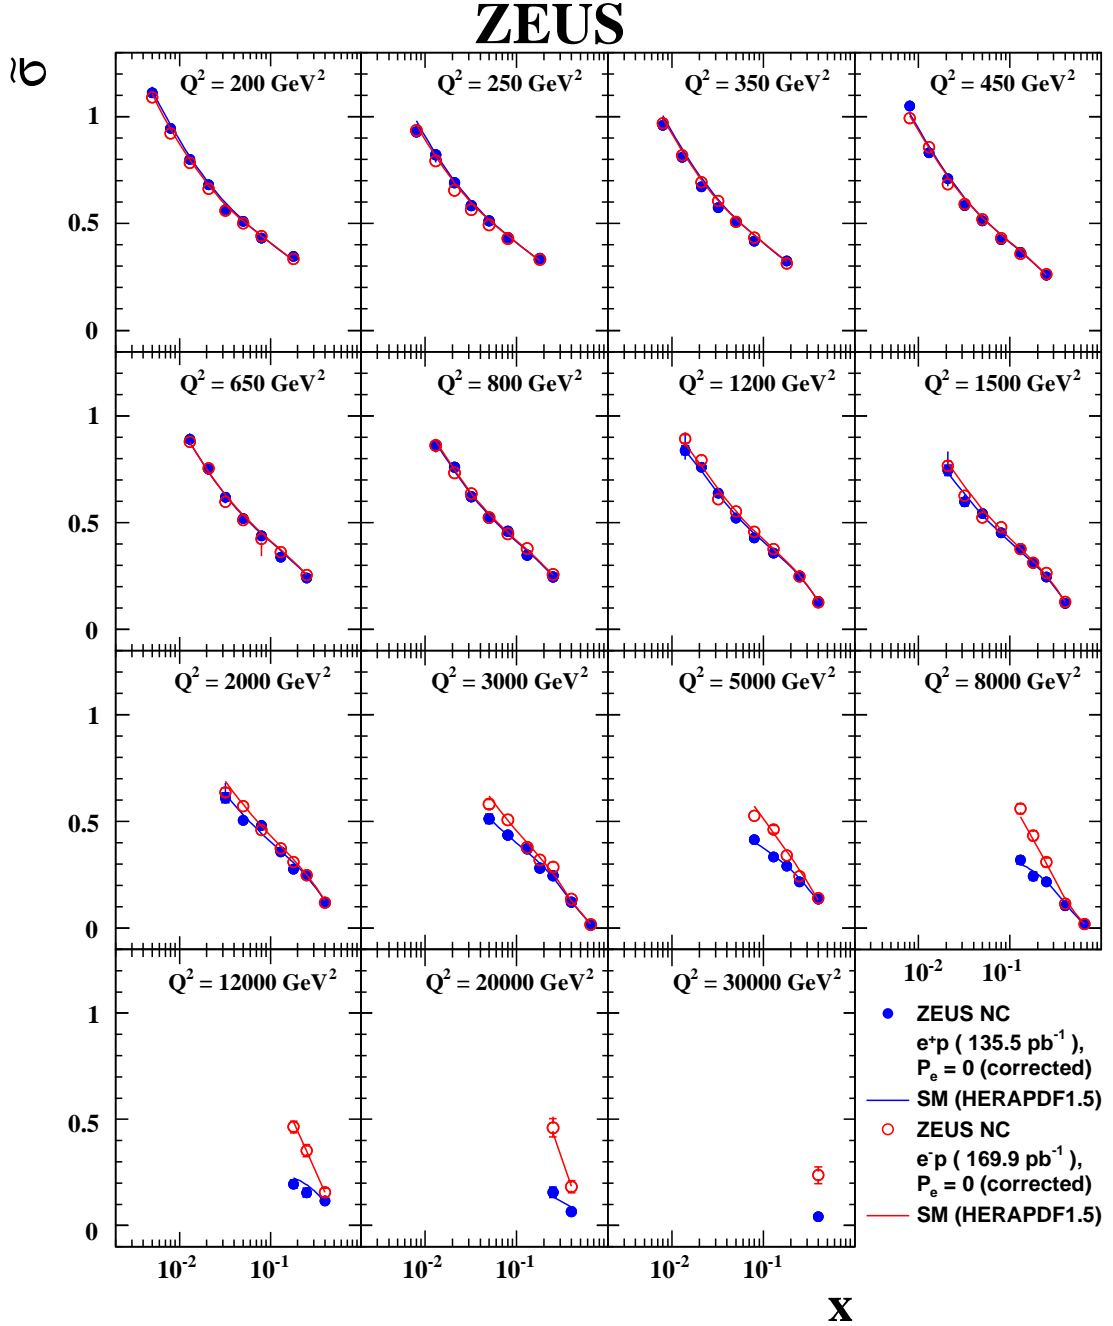 ZEUS
σ̃
Q² = 200 GeV²
Q² = 250 GeV²
Q² = 350 GeV²
Q² = 450 GeV²
1
0.5
0
Q² = 650 GeV²
Q² = 800 GeV²
Q² = 1200 GeV²
Q² = 1500 GeV²
1
0.5
0
Q² = 2000 GeV²
Q² = 3000 GeV²
Q² = 5000 GeV²
Q² = 8000 GeV²
1
0.5
0
10⁻² 10⁻¹
Q² = 12000 GeV²
Q² = 20000 GeV²
Q² = 30000 GeV²
1
0.5
0
10⁻² 10⁻¹
10⁻² 10⁻¹
10⁻² 10⁻¹
x
ZEUS NC
e⁺p ( 135.5 pb⁻¹ ),
Pₑ = 0 (corrected)
SM (HERAPDF1.5)
ZEUS NC
e⁻p ( 169.9 pb⁻¹ ),
Pₑ = 0 (corrected)
SM (HERAPDF1.5)